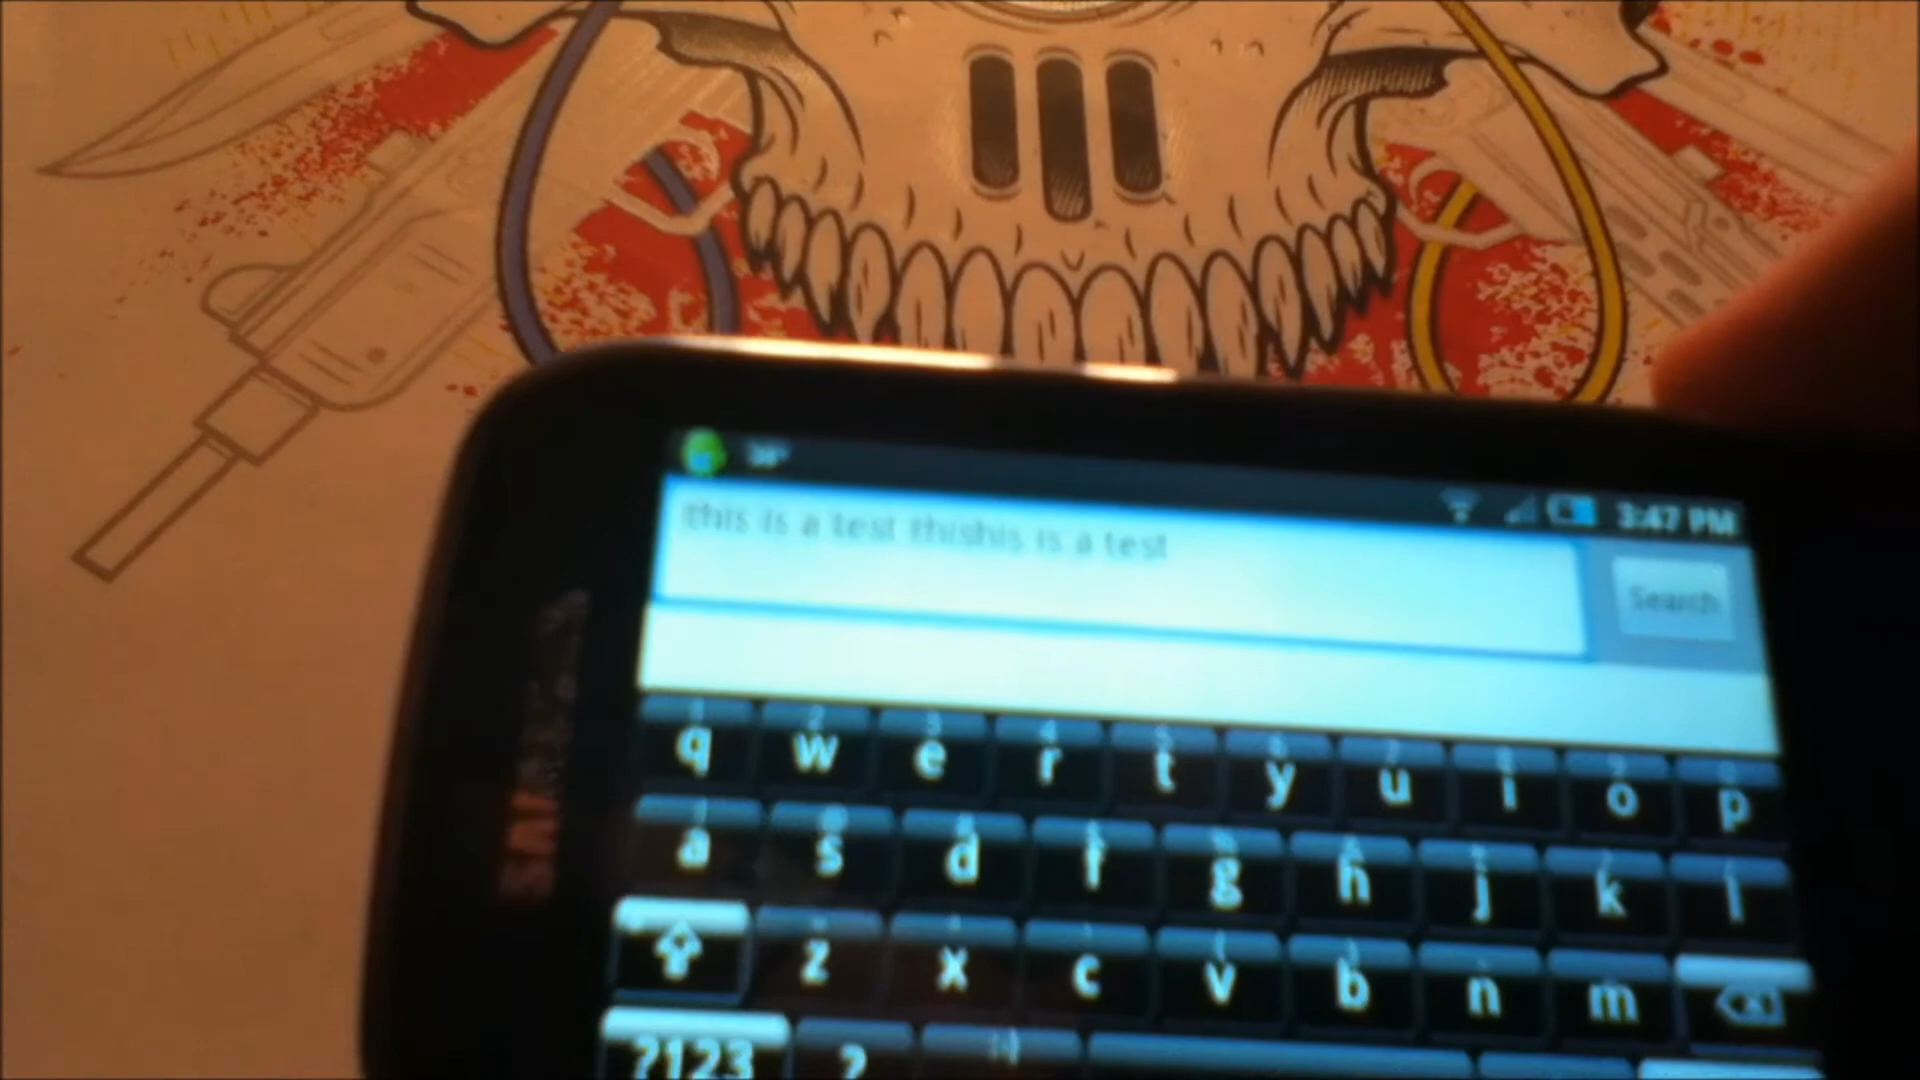 3:47 PM
this is a test thishis is a test
Search
q w e r t y u i o p
a s d f g h j k l
z x c v b n m
?123 ?